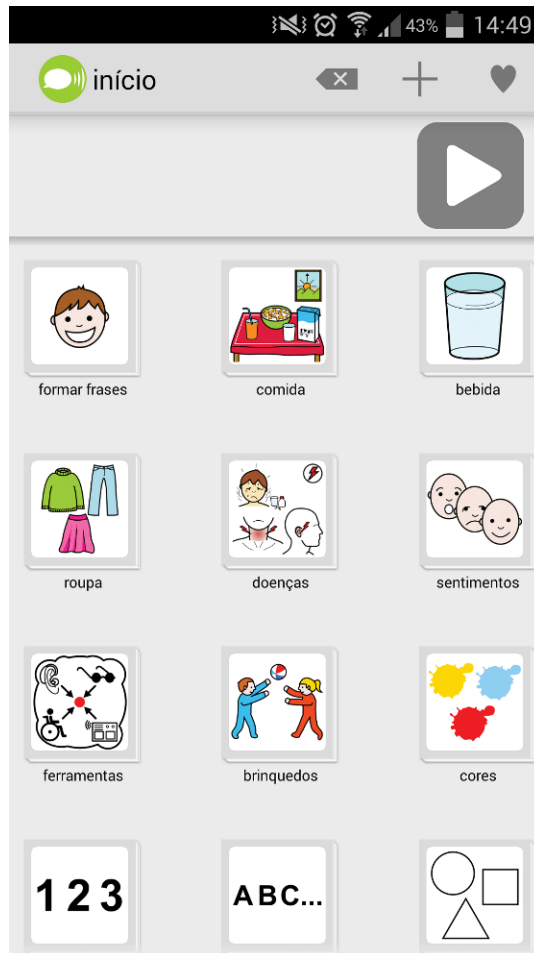 43% 14:49
início
formar frases comida bebida
roupa doenças sentimentos
ferramentas brinquedos cores
1 2 3 ABC...